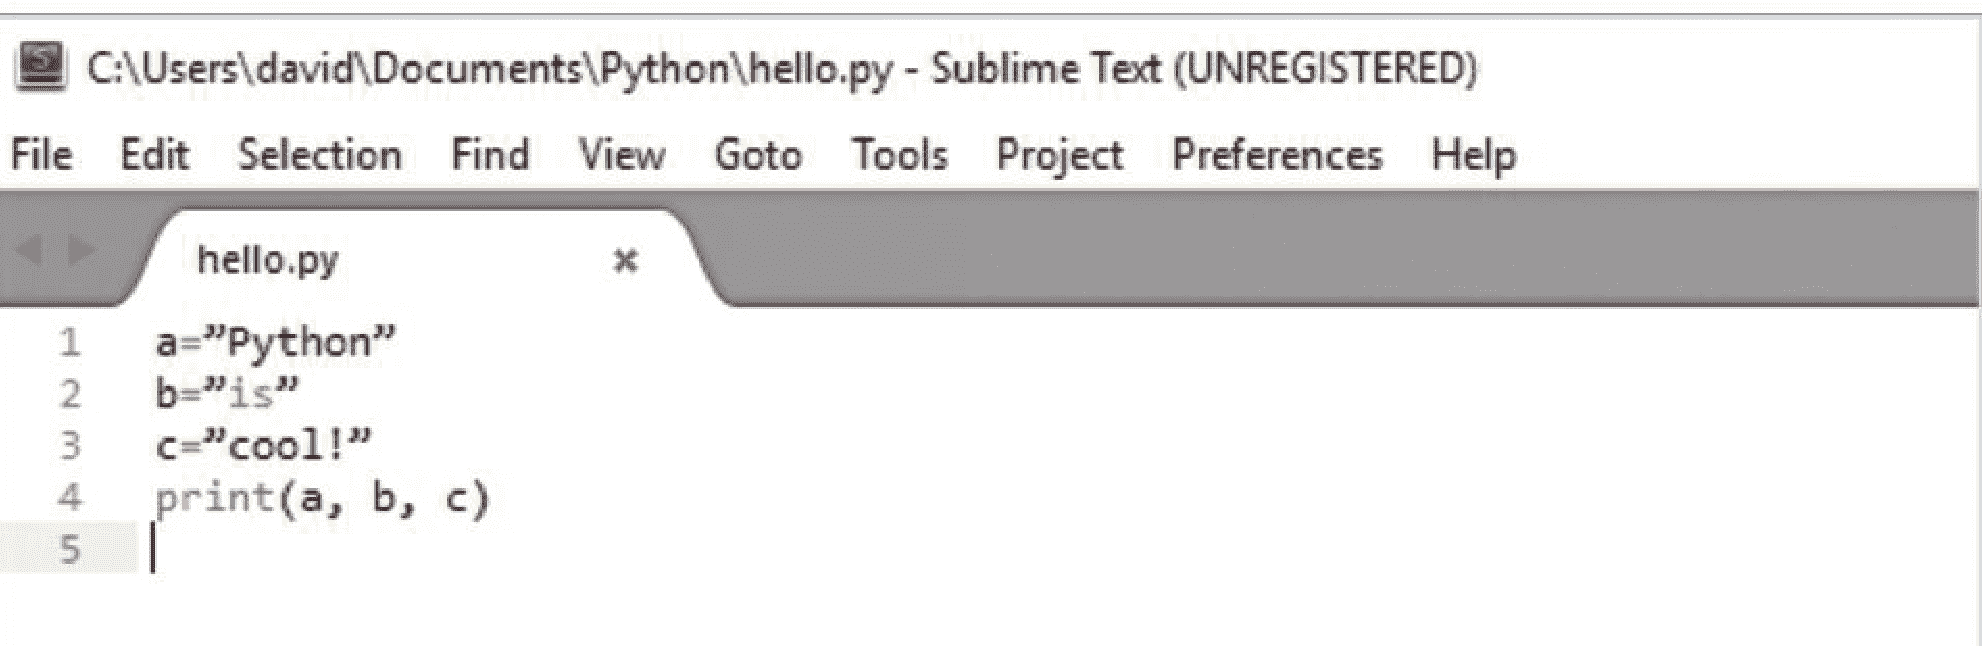 C:\Users\david\Documents\Python\hello.py - Sublime Text (UNREGISTERED)
File Edit Selection Find View Goto Tools Project Preferences Help
hello.py ×
1 a=”Python”
2 b=”is”
3 c=”cool!”
4 print(a, b, c)
5